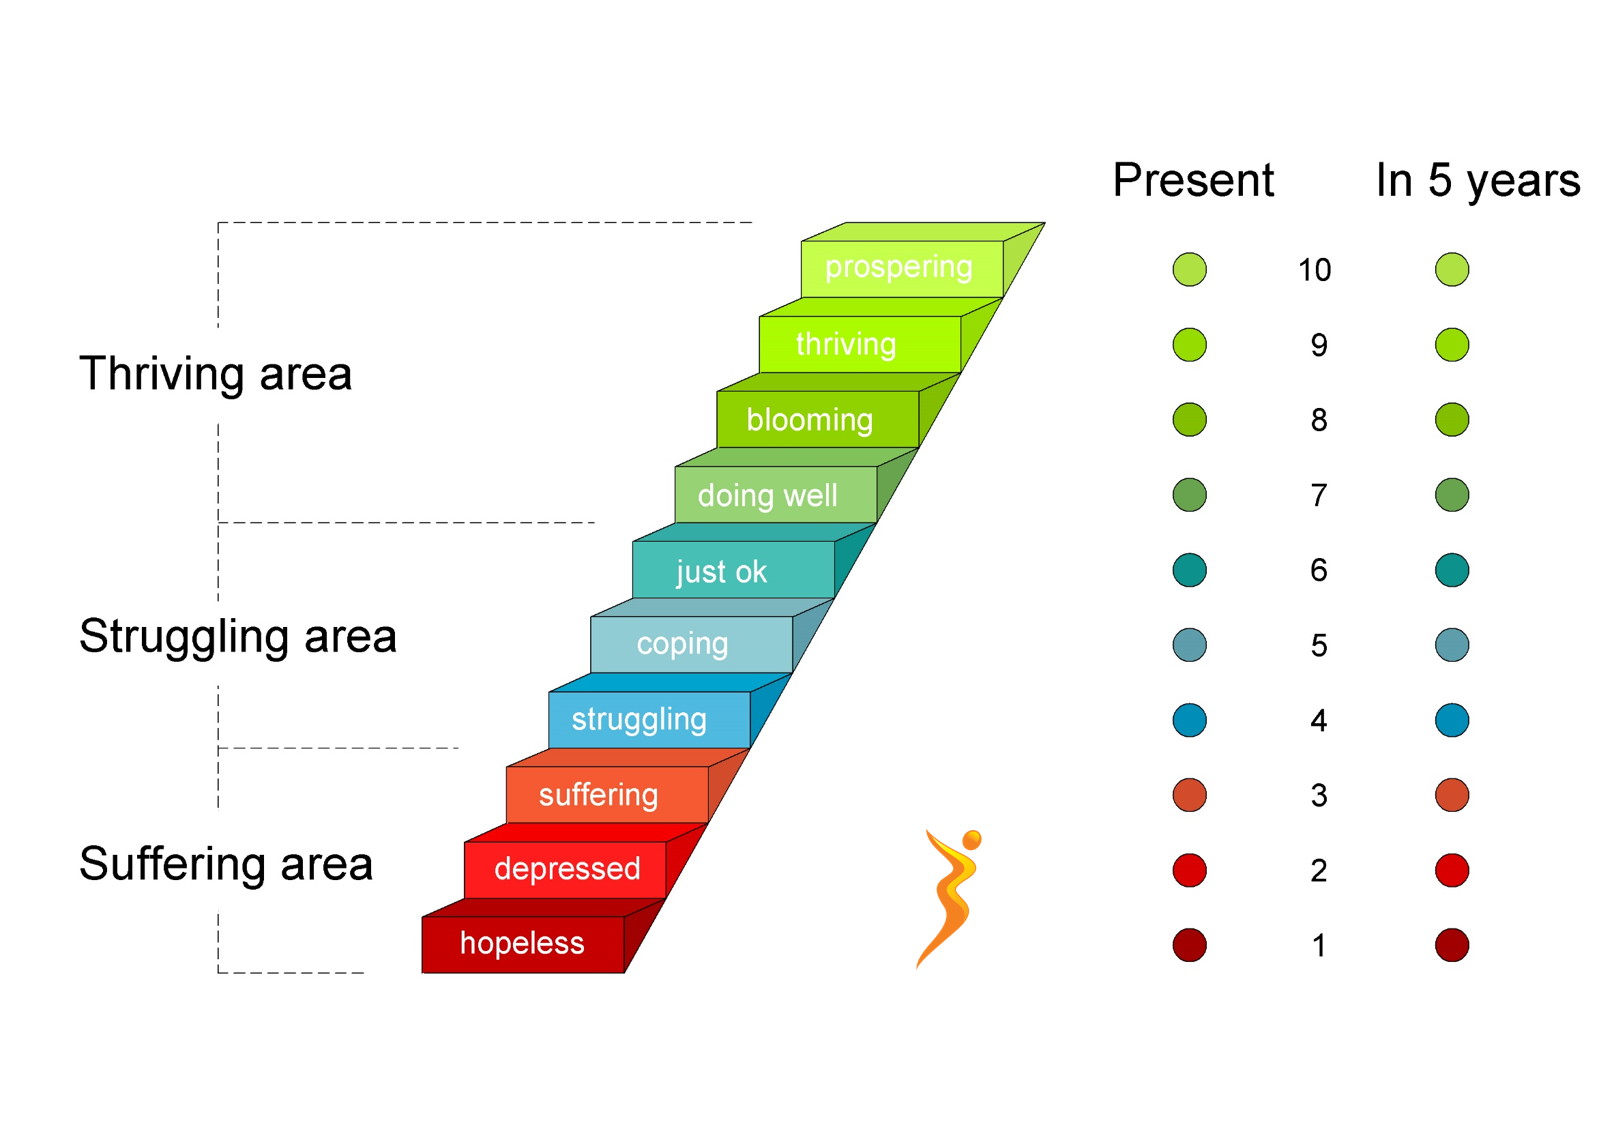 Present
In 5 years
prospering
10
thriving
9
Thriving area
blooming
8
doing well
7
just ok
6
Struggling area
coping
5
struggling
4
suffering
3
Suffering area
depressed
2
hopeless
1